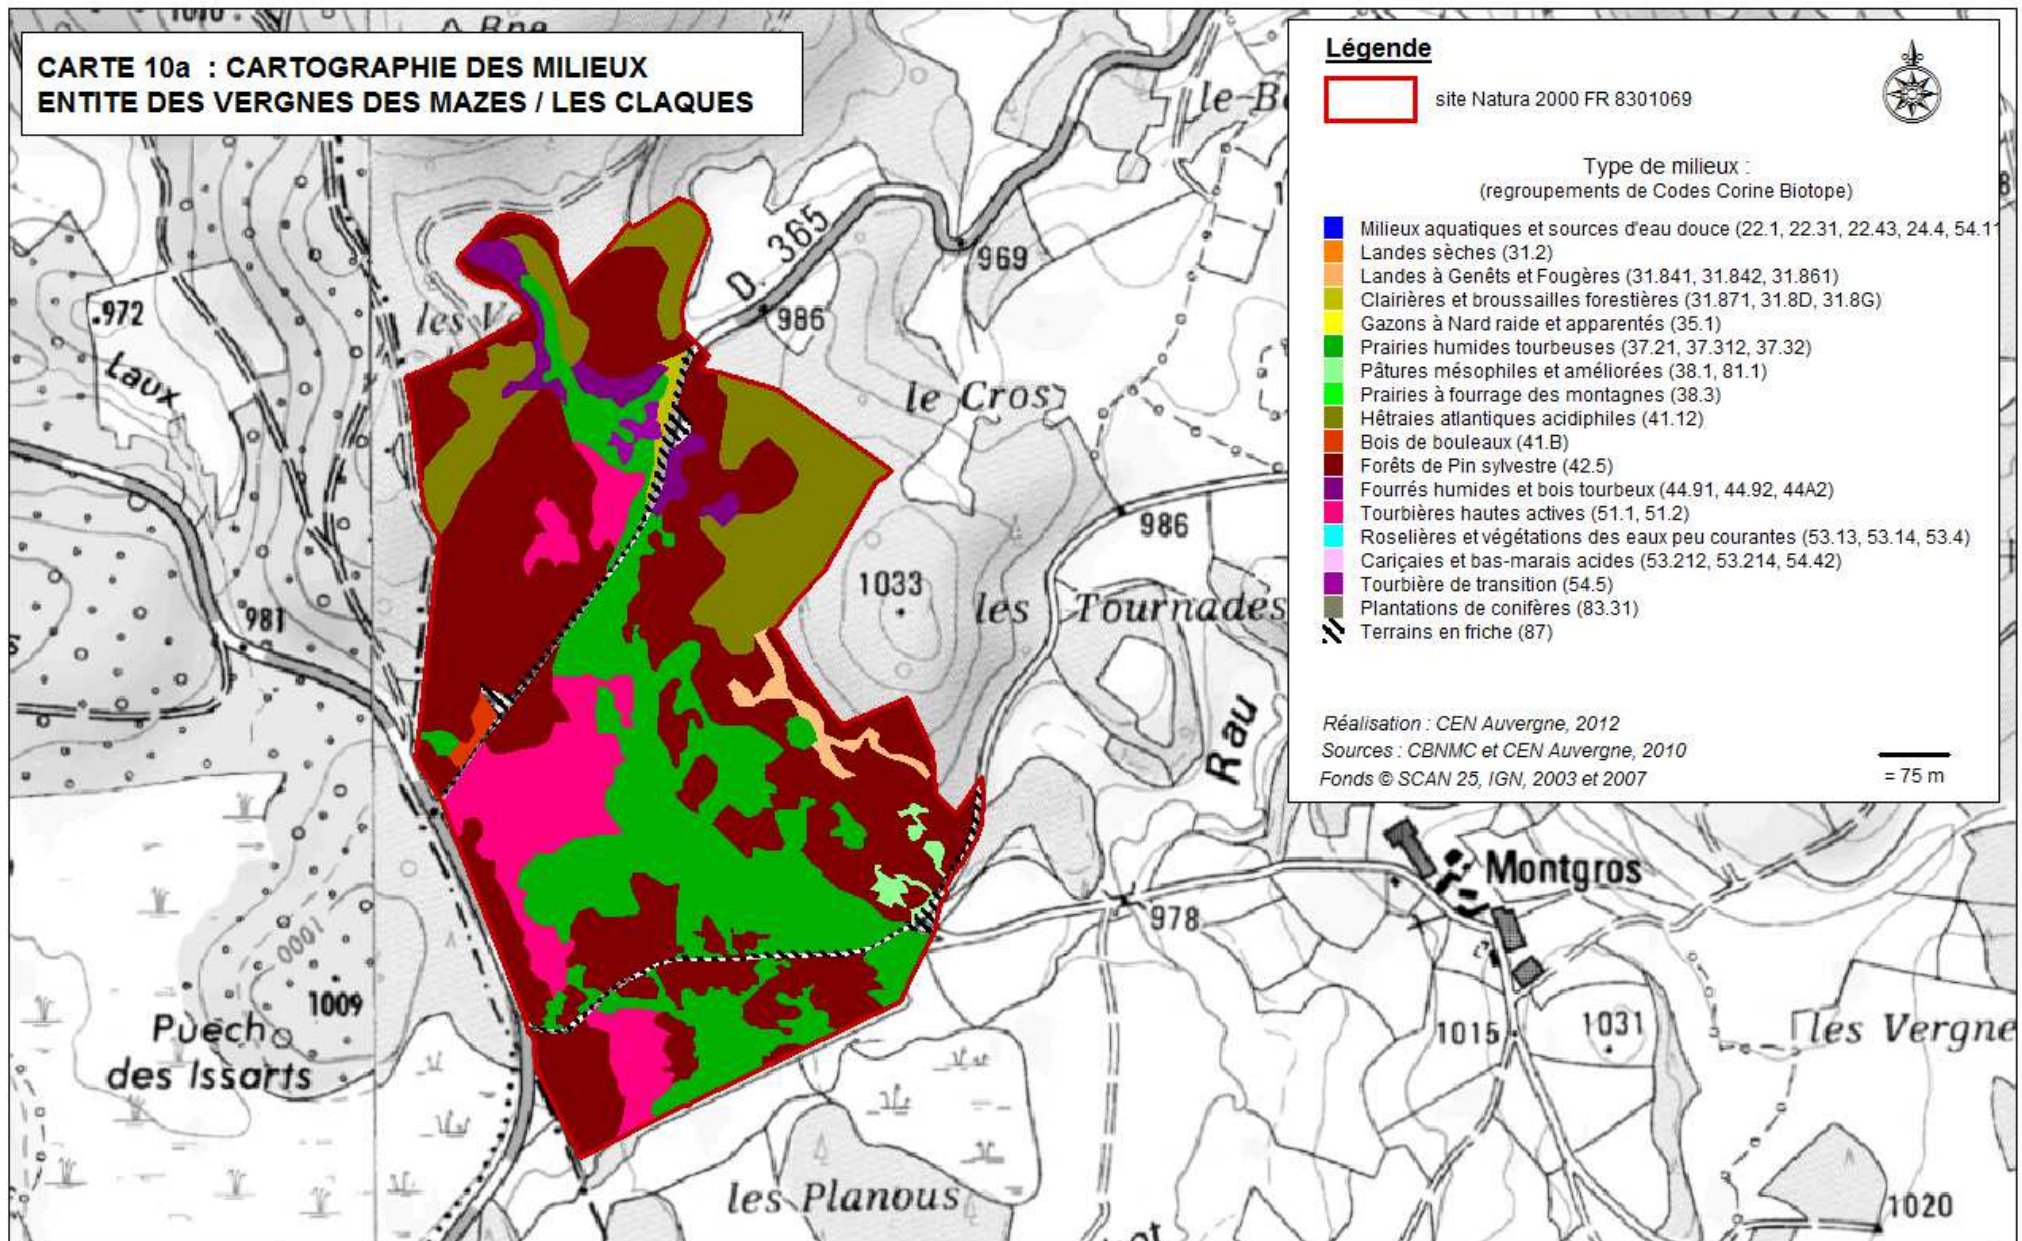 CARTE 10a : CARTOGRAPHIE DES MILIEUX
ENTITE DES VERGNES DES MAZES / LES CLAQUES
Légende
site Natura 2000 FR 8301069
Type de milieux :
(regroupements de Codes Corine Biotope)
Milieux aquatiques et sources d'eau douce (22.1, 22.31, 22.43, 24.4, 54.11
Landes sèches (31.2)
Landes à Genêts et Fougères (31.841, 31.842, 31.861)
Clairières et broussailles forestières (31.871, 31.8D, 31.8G)
Gazons à Nard raide et apparentés (35.1)
Prairies humides tourbeuses (37.21, 37.312, 37.32)
Pâtures mésophiles et améliorées (38.1, 81.1)
Prairies à fourrage des montagnes (38.3)
Hêtraies atlantiques acidiphiles (41.12)
Bois de bouleaux (41.B)
Forêts de Pin sylvestre (42.5)
Fourrés humides et bois tourbeux (44.91, 44.92, 44A2)
Tourbières hautes actives (51.1, 51.2)
Roselières et végétations des eaux peu courantes (53.13, 53.14, 53.4)
Cariçaies et bas-marais acides (53.212, 53.214, 54.42)
Tourbière de transition (54.5)
Plantations de conifères (83.31)
Terrains en friche (87)
Réalisation : CEN Auvergne, 2012
Sources : CBNMC et CEN Auvergne, 2010
Fonds © SCAN 25, IGN, 2003 et 2007
= 75 m
1010
le-B
D. 365
969
986
972
Laux
les Ve
le Cros
986
1033
les Tournades
981
Rau
Montgros
978
1000
1009
Puech
des Issarts
1015
1031
les Vergne
les Planous
1020